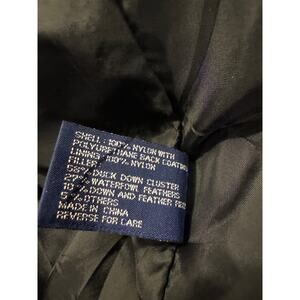 SHELL: 100% NYLON WITH
POLYURETHANE BACK COATING
LINING: 100% NYLON
FILLER:
58% DUCK DOWN CLUSTER
27% WATERFOWL FEATHERS
10% DOWN AND FEATHER FIBER
5% OTHERS
MADE IN CHINA
REVERSE FOR CARE